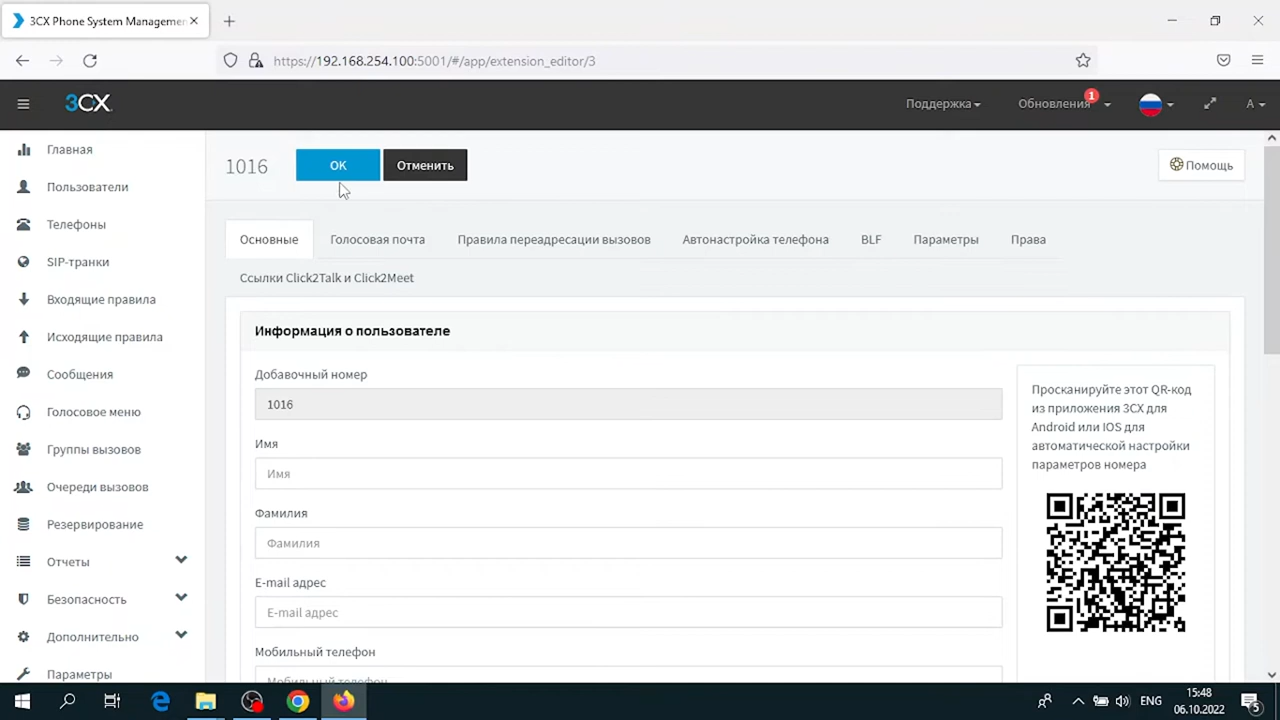 3CX Phone System Managemen
https://192.168.254.100:5001/#/app/extension_editor/3
3CX
Поддержка
Обновления
1
A
Главная
Пользователи
Телефоны
SIP-транки
Входящие правила
Исходящие правила
Сообщения
Голосовое меню
Группы вызовов
Очереди вызовов
Резервирование
Отчеты
Безопасность
Дополнительно
Параметры
1016
OK
Отменить
Помощь
Основные
Голосовая почта
Правила переадресации вызовов
Автонастройка телефона
BLF
Параметры
Права
Ссылки Click2Talk и Click2Meet
Информация о пользователе
Добавочный номер
1016
Имя
Имя
Фамилия
Фамилия
E-mail адрес
E-mail адрес
Мобильный телефон
Мобильный телефон
Просканируйте этот QR-код
из приложения 3CX для
Android или IOS для
автоматической настройки
параметров номера
ENG
15:48
06.10.2022
5